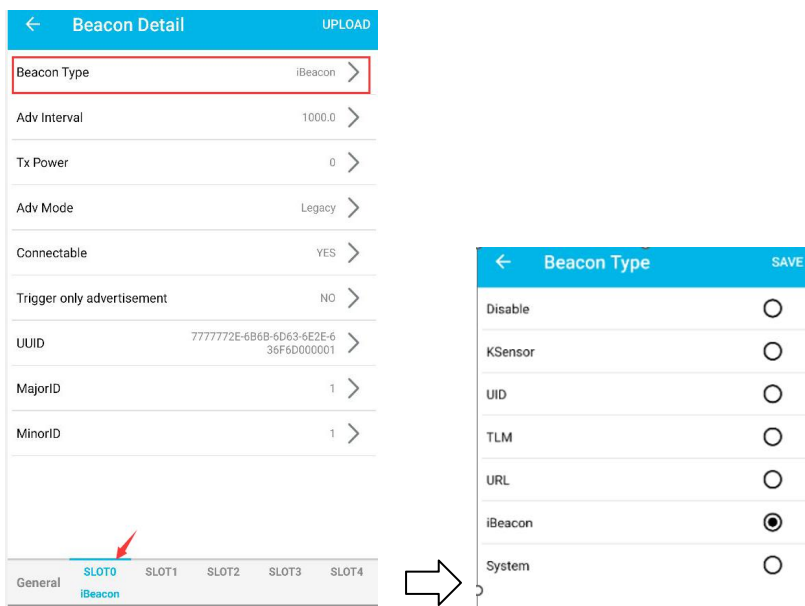 Beacon Detail UPLOAD
Beacon Type iBeacon
Adv Interval 1000.0
Tx Power 0
Adv Mode Legacy
Connectable YES
Trigger only advertisement NO
UUID 7777772E-6B6B-6D63-6E2E-6
36F6D000001
MajorID 1
MinorID 1
General SLOT0 SLOT1 SLOT2 SLOT3 SLOT4
iBeacon
Beacon Type SAVE
Disable
KSensor
UID
TLM
URL
iBeacon
System